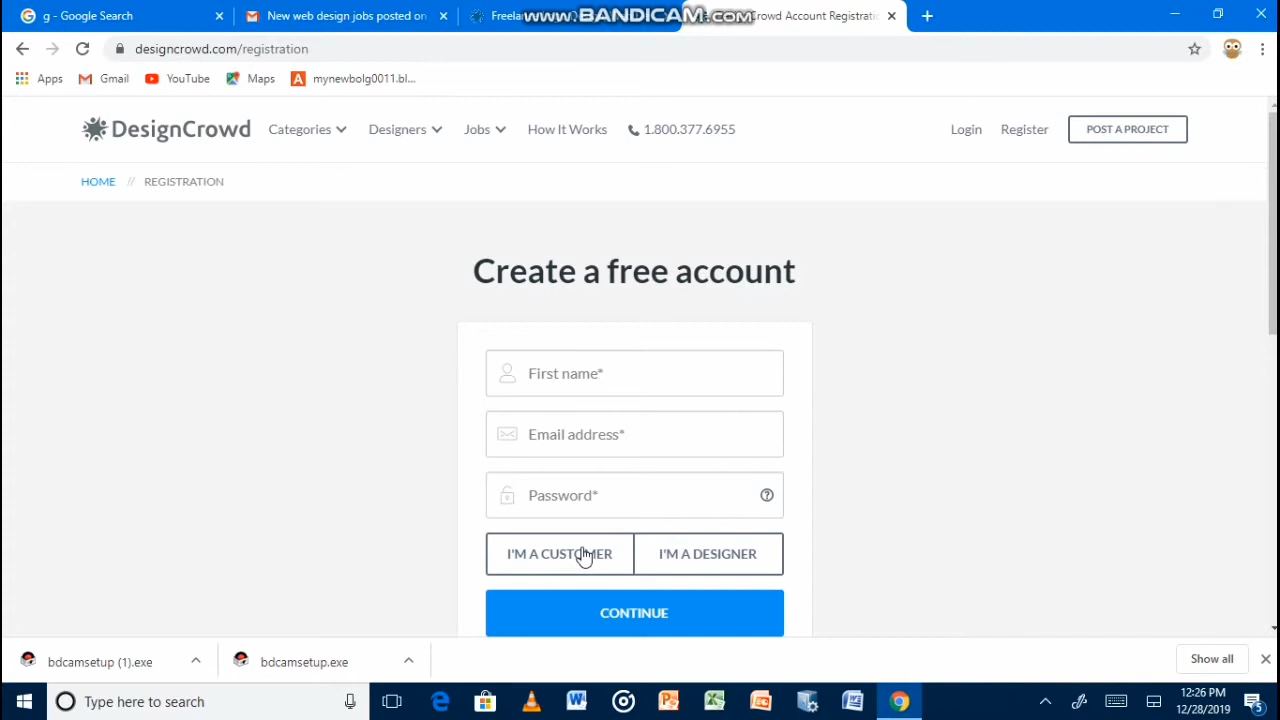 g - Google Search
New web design jobs posted on
Freela
www.BANDICAM.com
Crowd Account Registrati
designcrowd.com/registration
Apps
Gmail
YouTube
Maps
mynewbolg0011.bl...
DesignCrowd
Categories
Designers
Jobs
How It Works
1.800.377.6955
Login
Register
POST A PROJECT
HOME // REGISTRATION
Create a free account
First name*
Email address*
Password*
I'M A CUSTOMER
I'M A DESIGNER
CONTINUE
bdcamsetup (1).exe
bdcamsetup.exe
Show all
Type here to search
12:26 PM
12/28/2019
5